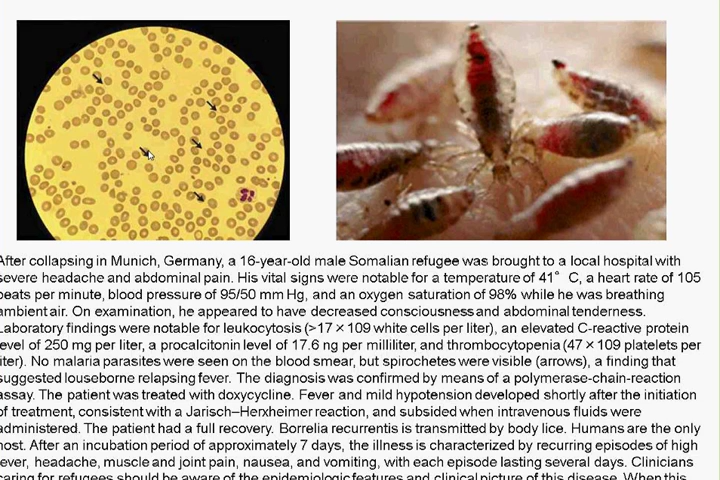 After collapsing in Munich, Germany, a 16-year-old male Somalian refugee was brought to a local hospital with
severe headache and abdominal pain. His vital signs were notable for a temperature of 41° C, a heart rate of 105
beats per minute, blood pressure of 95/50 mm Hg, and an oxygen saturation of 98% while he was breathing
ambient air. On examination, he appeared to have decreased consciousness and abdominal tenderness.
Laboratory findings were notable for leukocytosis (>17 × 109 white cells per liter), an elevated C-reactive protein
level of 250 mg per liter, a procalcitonin level of 17.6 ng per milliliter, and thrombocytopenia (47 × 109 platelets per
liter). No malaria parasites were seen on the blood smear, but spirochetes were visible (arrows), a finding that
suggested louseborne relapsing fever. The diagnosis was confirmed by means of a polymerase-chain-reaction
assay. The patient was treated with doxycycline. Fever and mild hypotension developed shortly after the initiation
of treatment, consistent with a Jarisch–Herxheimer reaction, and subsided when intravenous fluids were
administered. The patient had a full recovery. Borrelia recurrentis is transmitted by body lice. Humans are the only
host. After an incubation period of approximately 7 days, the illness is characterized by recurring episodes of high
fever, headache, muscle and joint pain, nausea, and vomiting, with each episode lasting several days. Clinicians
caring for refugees should be aware of the epidemiologic features and clinical picture of this disease. When this